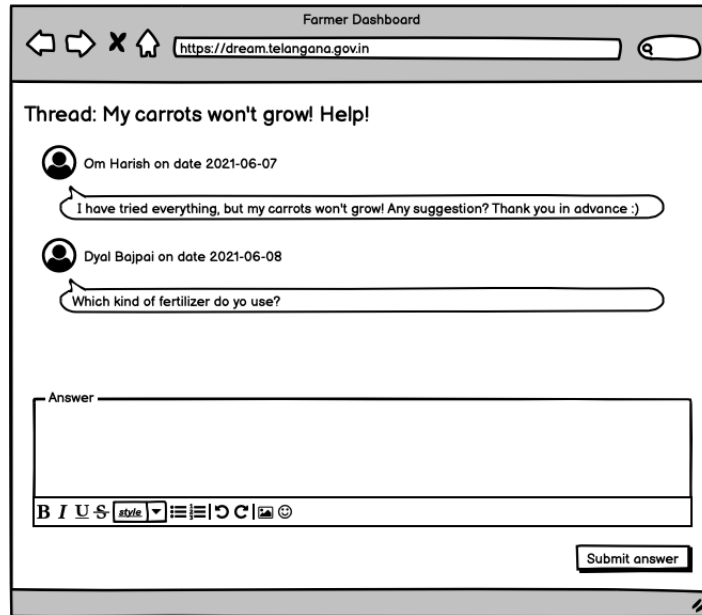 Farmer Dashboard
https://dream.telangana.gov.in
Thread: My carrots won't grow! Help!
Om Harish on date 2021-06-07
I have tried everything, but my carrots won't grow! Any suggestion? Thank you in advance :)
Dyal Bajpai on date 2021-06-08
Which kind of fertilizer do yo use?
Answer
B I U S style
Submit answer